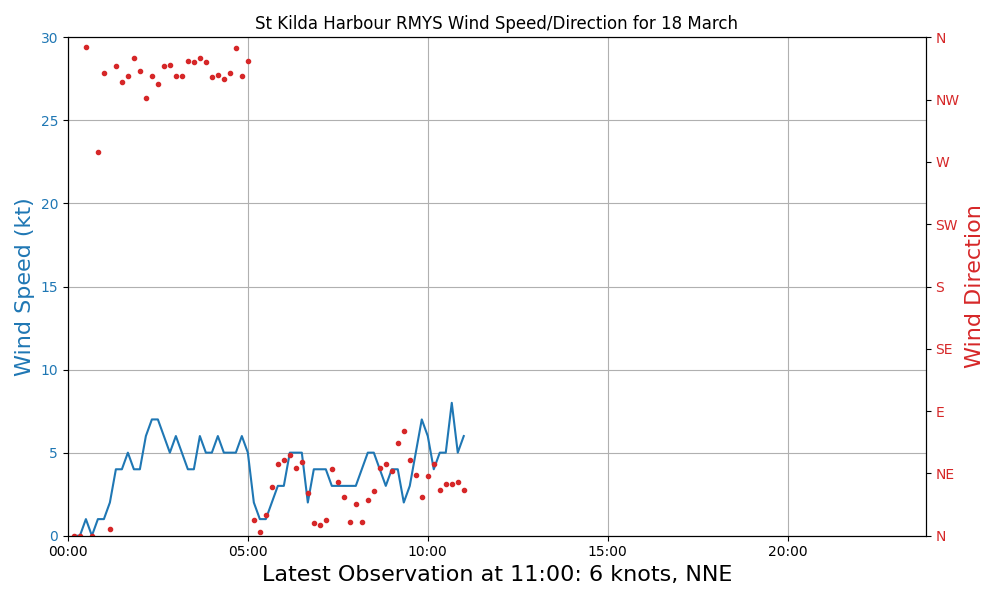 St Kilda Harbour RMYS Wind Speed/Direction for 18 March
30
25
20
15
10
5
0
Wind Speed (kt)
N
NW
W
SW
S
SE
E
NE
N
Wind Direction
00:00 05:00 10:00 15:00 20:00
Latest Observation at 11:00: 6 knots, NNE